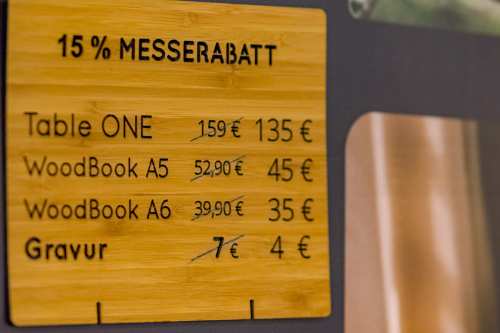 15 % MESSERABATT
Table ONE 159 € 135 €
WoodBook A5 52,90 € 45 €
WoodBook A6 39,90 € 35 €
Gravur 7 € 4 €